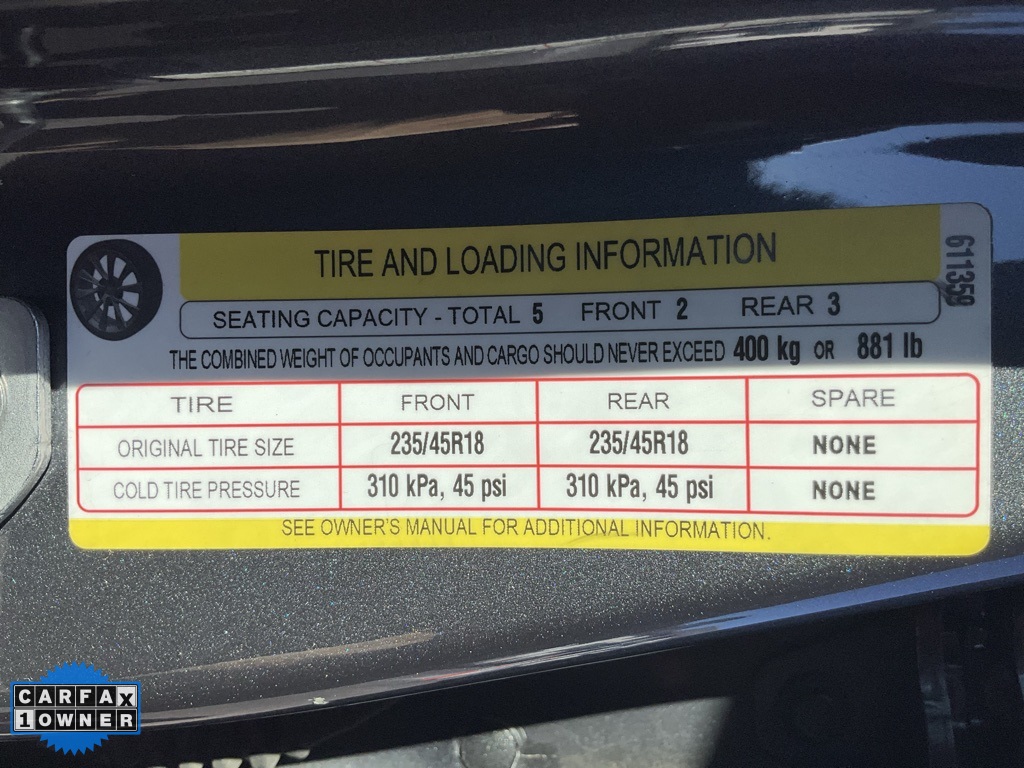 TIRE AND LOADING INFORMATION
611359
SEATING CAPACITY - TOTAL 5 FRONT 2 REAR 3
THE COMBINED WEIGHT OF OCCUPANTS AND CARGO SHOULD NEVER EXCEED 400 kg OR 881 lb
TIRE FRONT REAR SPARE
ORIGINAL TIRE SIZE 235/45R18 235/45R18 NONE
COLD TIRE PRESSURE 310 kPa, 45 psi 310 kPa, 45 psi NONE
SEE OWNER'S MANUAL FOR ADDITIONAL INFORMATION.
CARFAX
1 OWNER